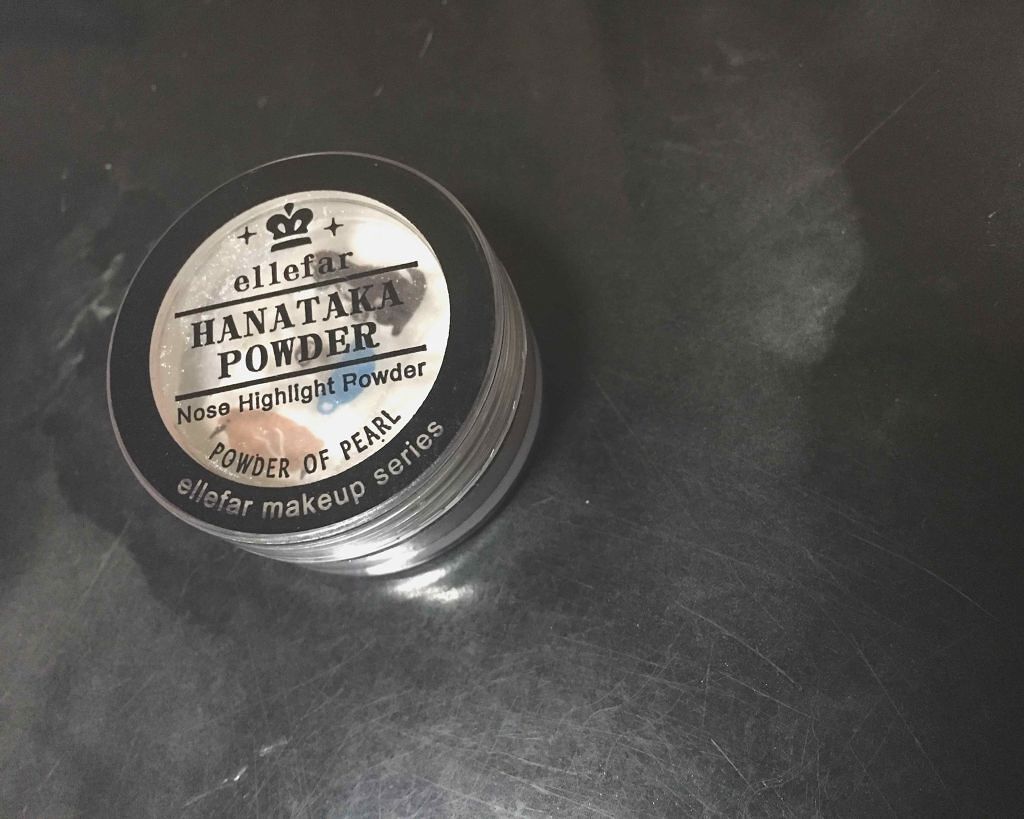 ellefar
HANATAKA
POWDER
Nose Highlight Powder
POWDER OF PEARL
ellefar makeup series